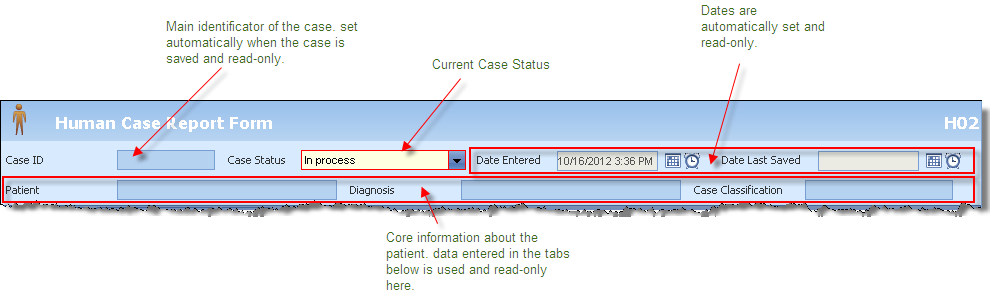 Main identificator of the case. set
automatically when the case is
saved and read-only.
Current Case Status
Dates are
automatically set and
read-only.
Human Case Report Form H02
Case ID Case Status In process Date Entered 10/16/2012 3:36 PM Date Last Saved
Patient Diagnosis Case Classification
Core information about the
patient. data entered in the tabs
below is used and read-only
here.